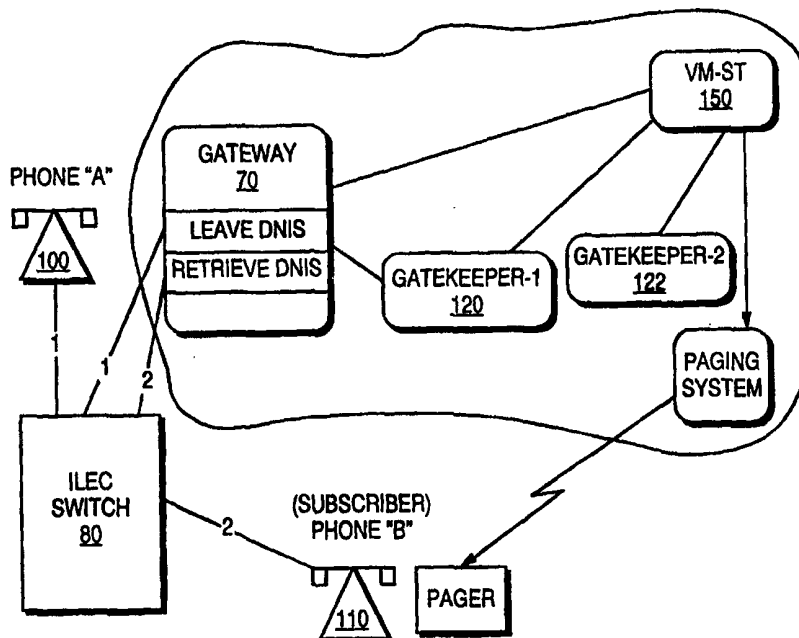 VM-ST
150
GATEWAY
70
LEAVE DNIS
RETRIEVE DNIS
PHONE "A"
100
GATEKEEPER-1
120
GATEKEEPER-2
122
1
1
2
PAGING
SYSTEM
ILEC
SWITCH
80
2
(SUBSCRIBER)
PHONE "B"
110
PAGER